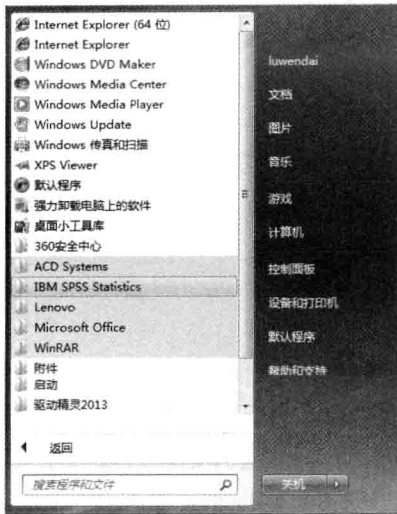 Internet Explorer (64 位)
Internet Explorer
Windows DVD Maker
Windows Media Center
Windows Media Player
Windows Update
Windows 传真和扫描
XPS Viewer
默认程序
强力卸载电脑上的软件
桌面小工具库
360安全中心
ACD Systems
IBM SPSS Statistics
Lenovo
Microsoft Office
WinRAR
附件
启动
驱动精灵2013
返回
搜索程序和文件
luwendai
文档
图片
音乐
游戏
计算机
控制面板
设备和打印机
默认程序
帮助和支持
关机